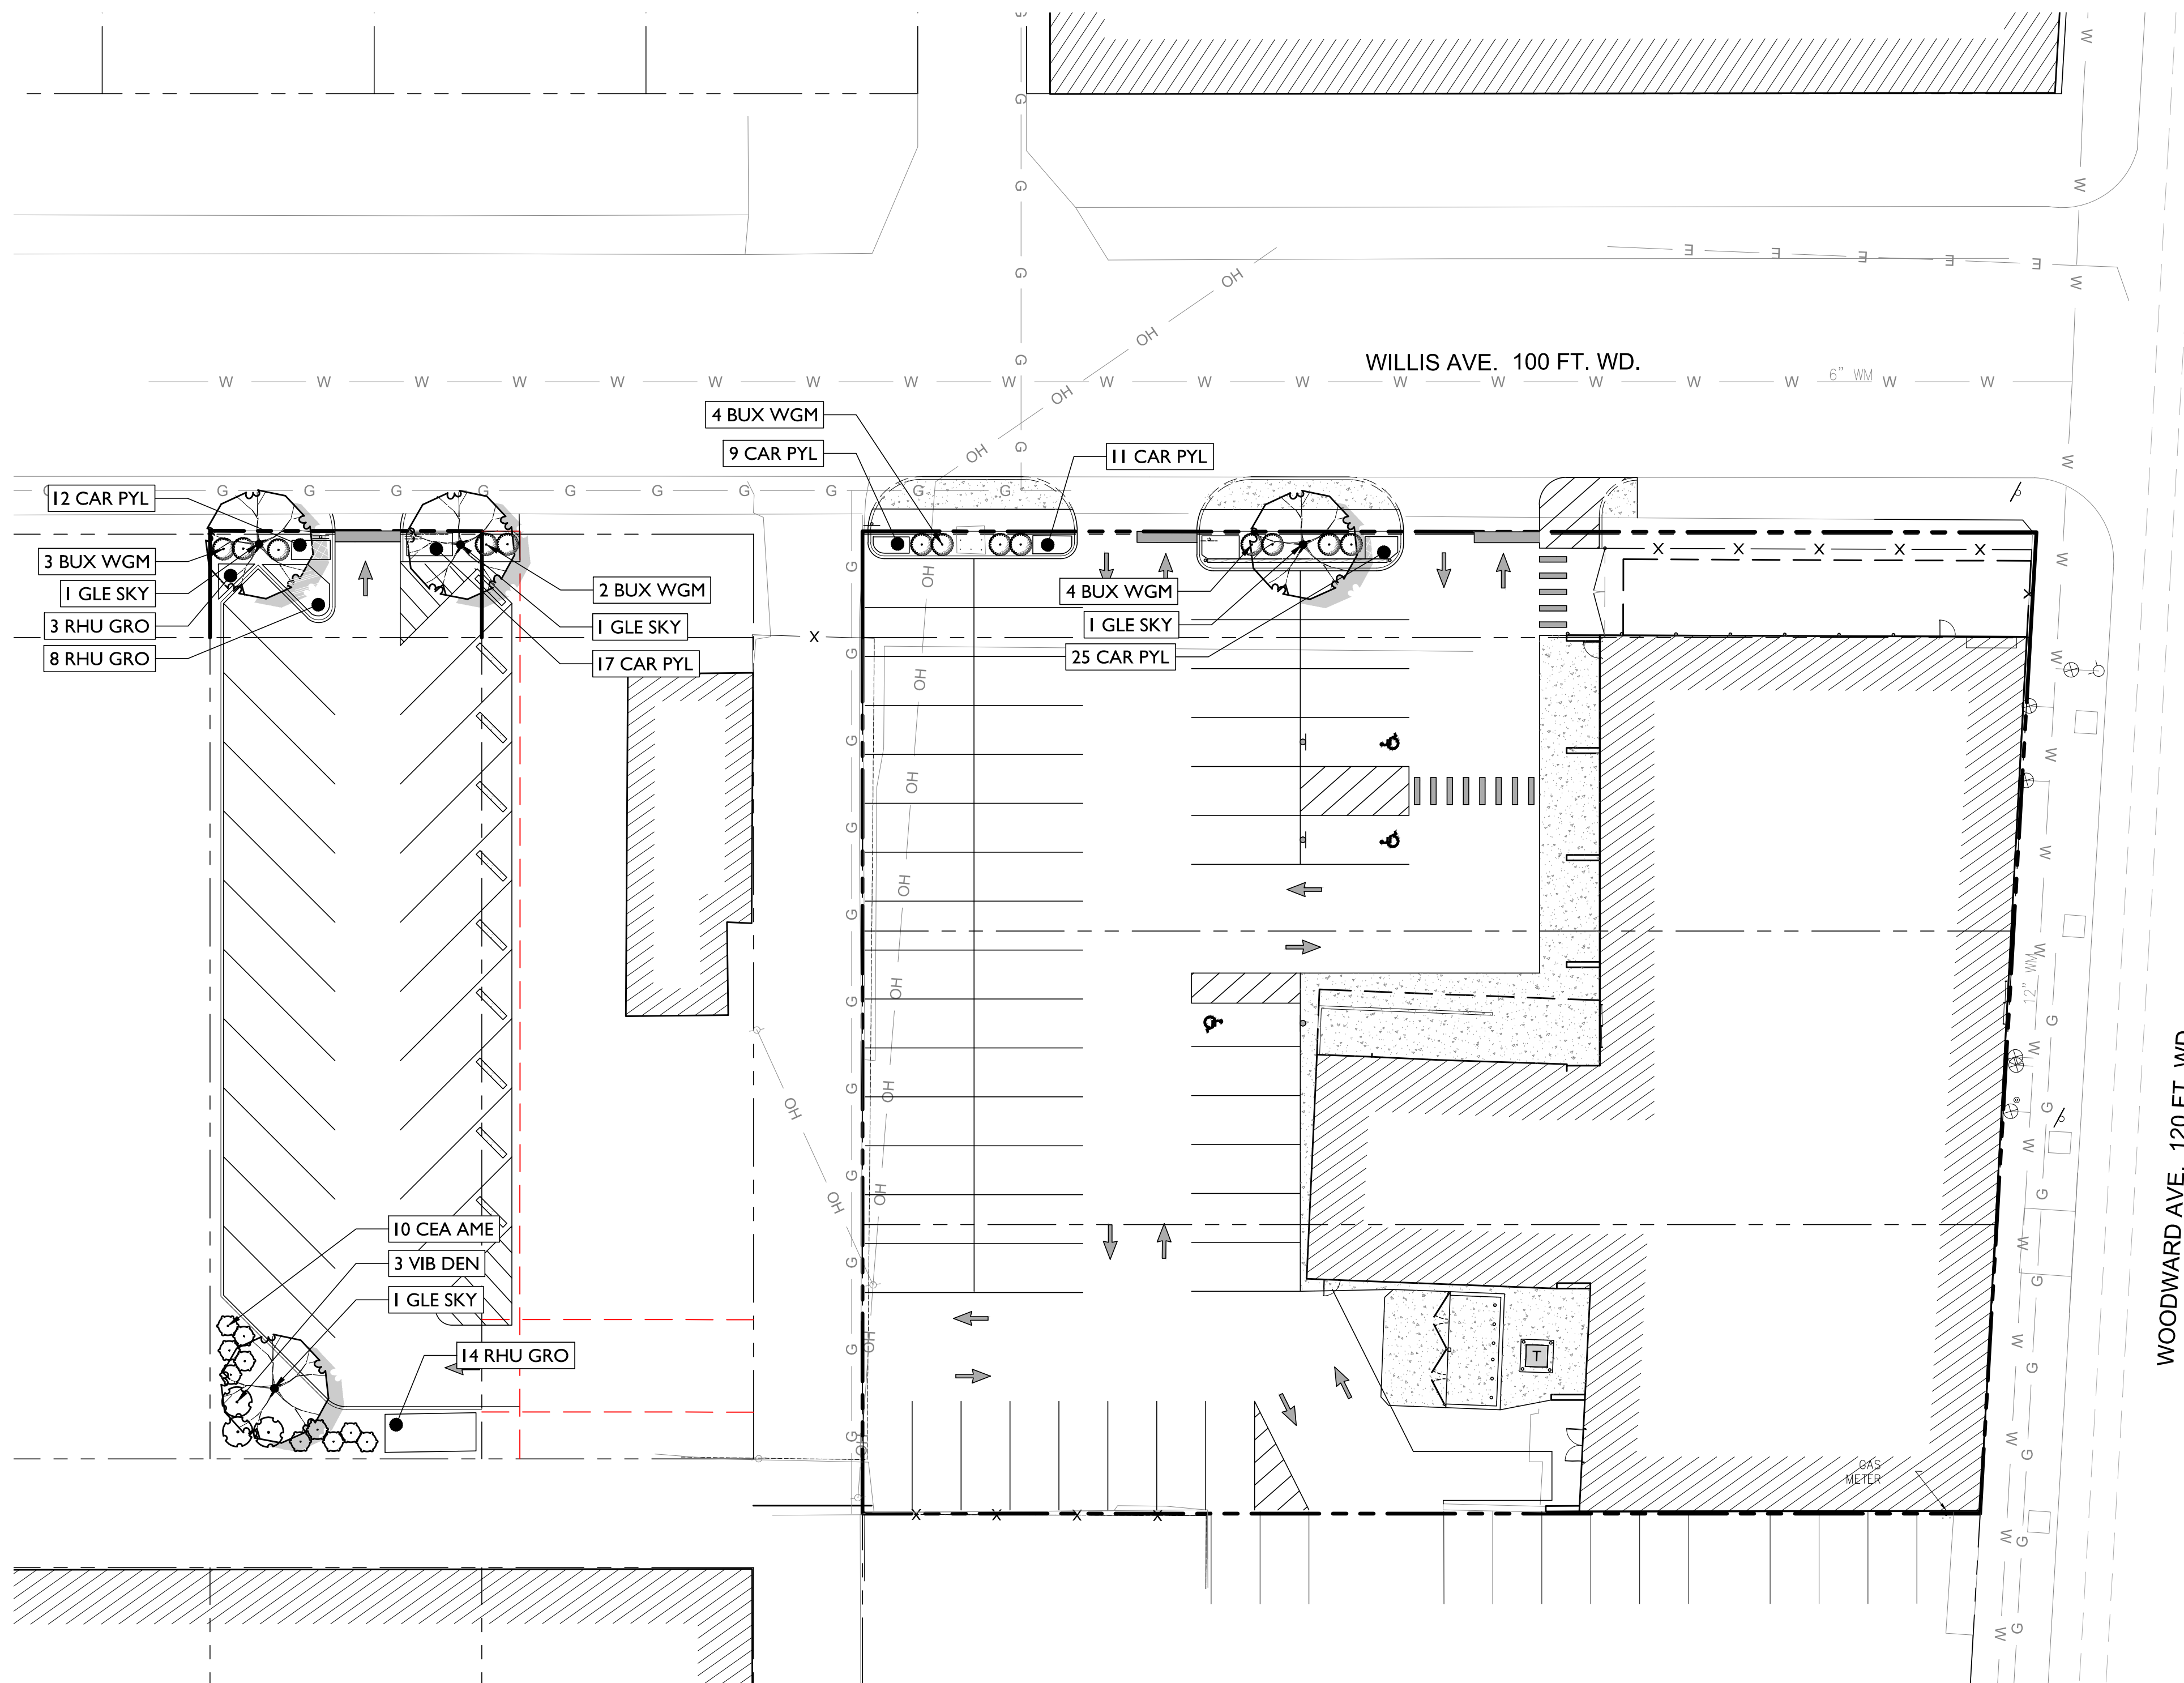 WILLIS AVE. 100 FT. WD.
6" WM
4 BUX WGM
9 CAR PYL
11 CAR PYL
12 CAR PYL
3 BUX WGM
1 GLE SKY
3 RHU GRO
8 RHU GRO
2 BUX WGM
1 GLE SKY
17 CAR PYL
4 BUX WGM
1 GLE SKY
25 CAR PYL
12" WM
WOODWARD AVE. 120 FT. WD.
10 CEA AME
3 VIB DEN
1 GLE SKY
14 RHU GRO
T
GAS
METER